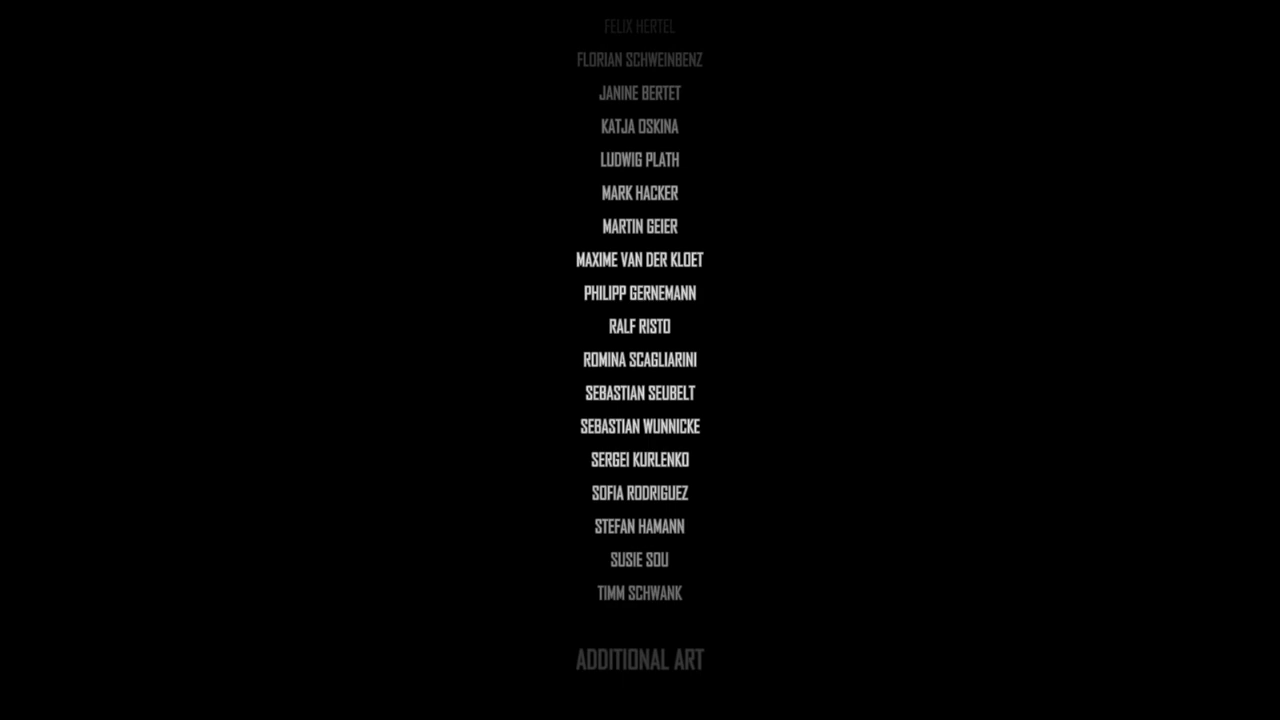 FELIX HERTEL
FLORIAN SCHWEINBENZ
JANINE BERTET
KATJA OSKINA
LUDWIG PLATH
MARK HACKER
MARTIN GEIER
MAXIME VAN DER KLOET
PHILIPP GERNEMANN
RALF RISTO
ROMINA SCAGLIARINI
SEBASTIAN SEUBELT
SEBASTIAN WUNNICKE
SERGEI KURLENKO
SOFIA RODRIGUEZ
STEFAN HAMANN
SUSIE SOU
TIMM SCHWANK
ADDITIONAL ART